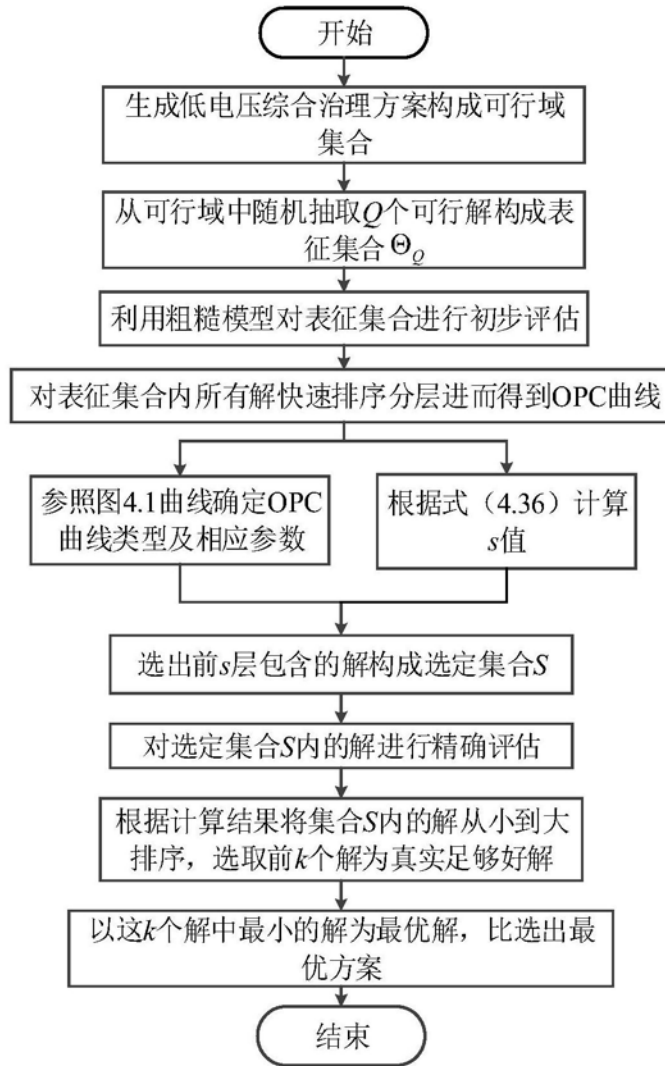 开始
生成低电压综合治理方案构成可行域
集合
从可行域中随机抽取Q个可行解构成表
征集合Θ_Q
利用粗糙模型对表征集合进行初步评估
对表征集合内所有解快速排序分层进而得到OPC曲线
参照图4.1曲线确定OPC
曲线类型及相应参数
根据式（4.36）计算
s值
选出前s层包含的解构成选定集合S
对选定集合S内的解进行精确评估
根据计算结果将集合S内的解从小到大
排序，选取前k个解为真实足够好解
以这k个解中最小的解为最优解，比选出最
优方案
结束